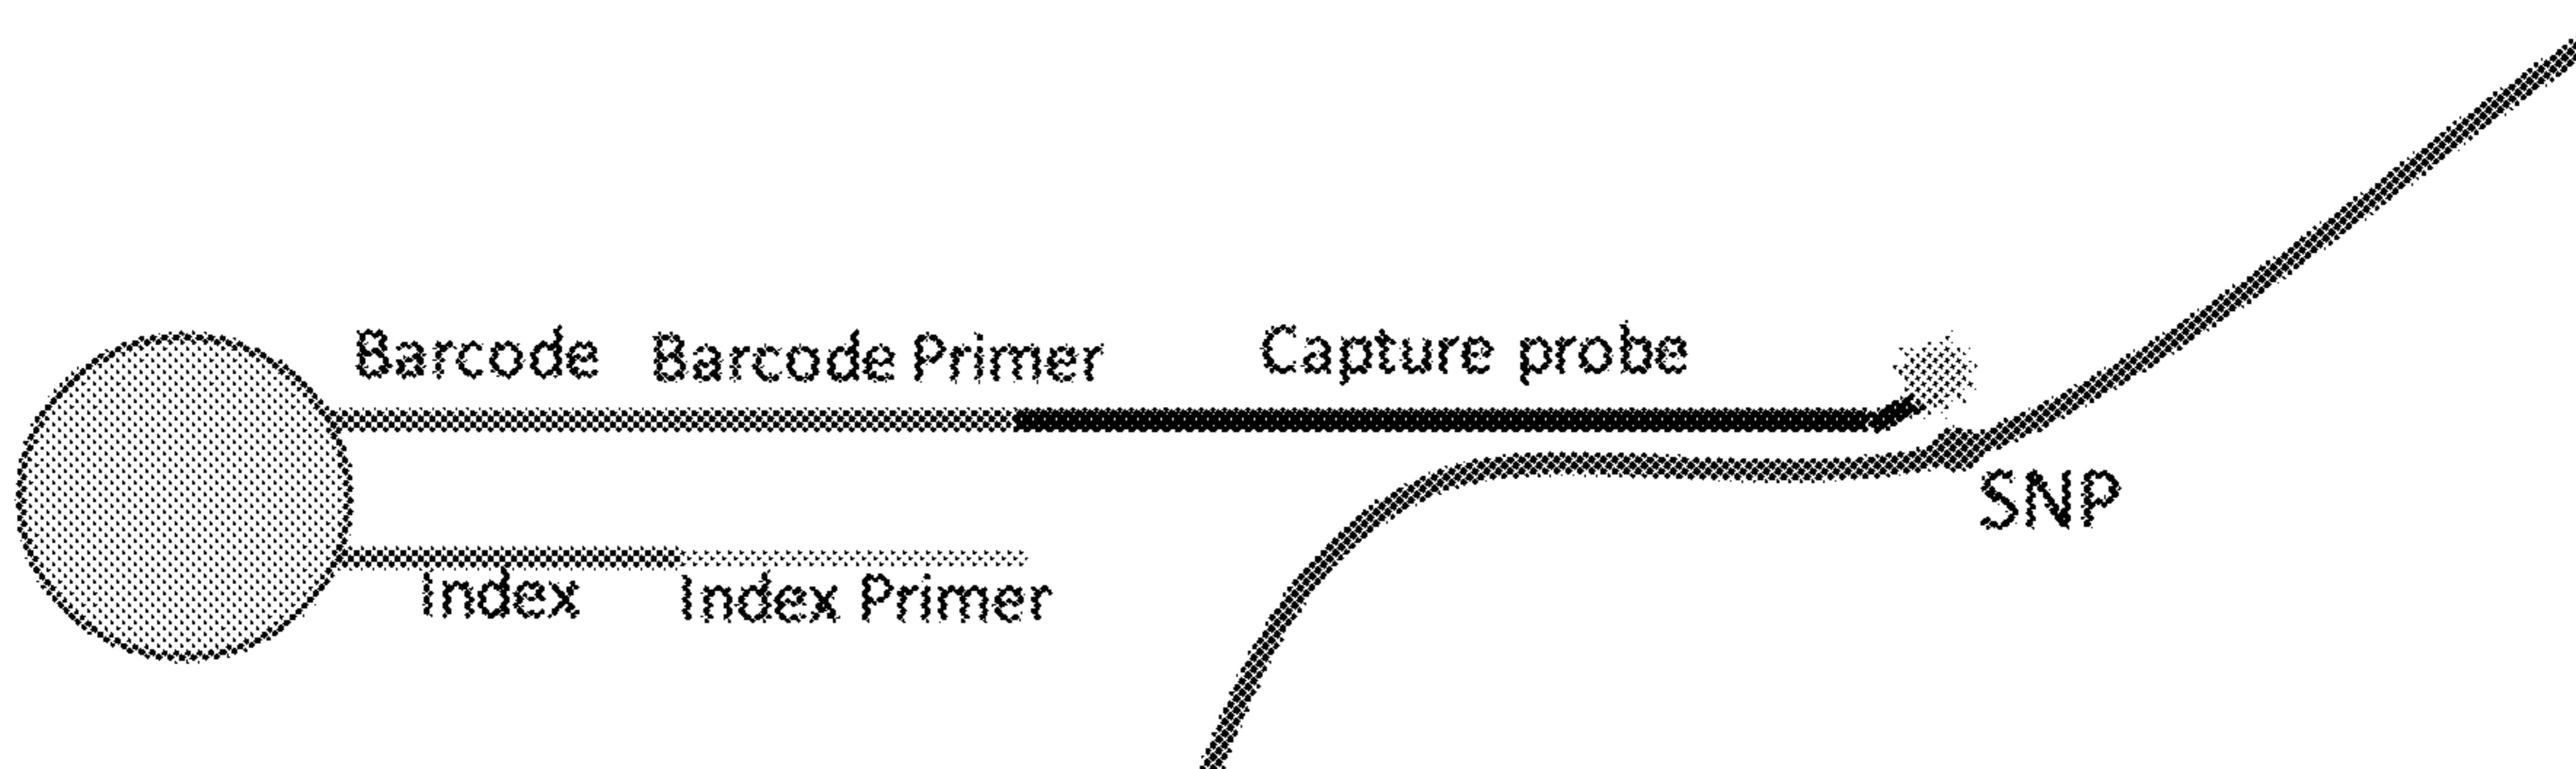 Barcode
Barcode Primer
Capture probe
SNP
Index
Index Primer